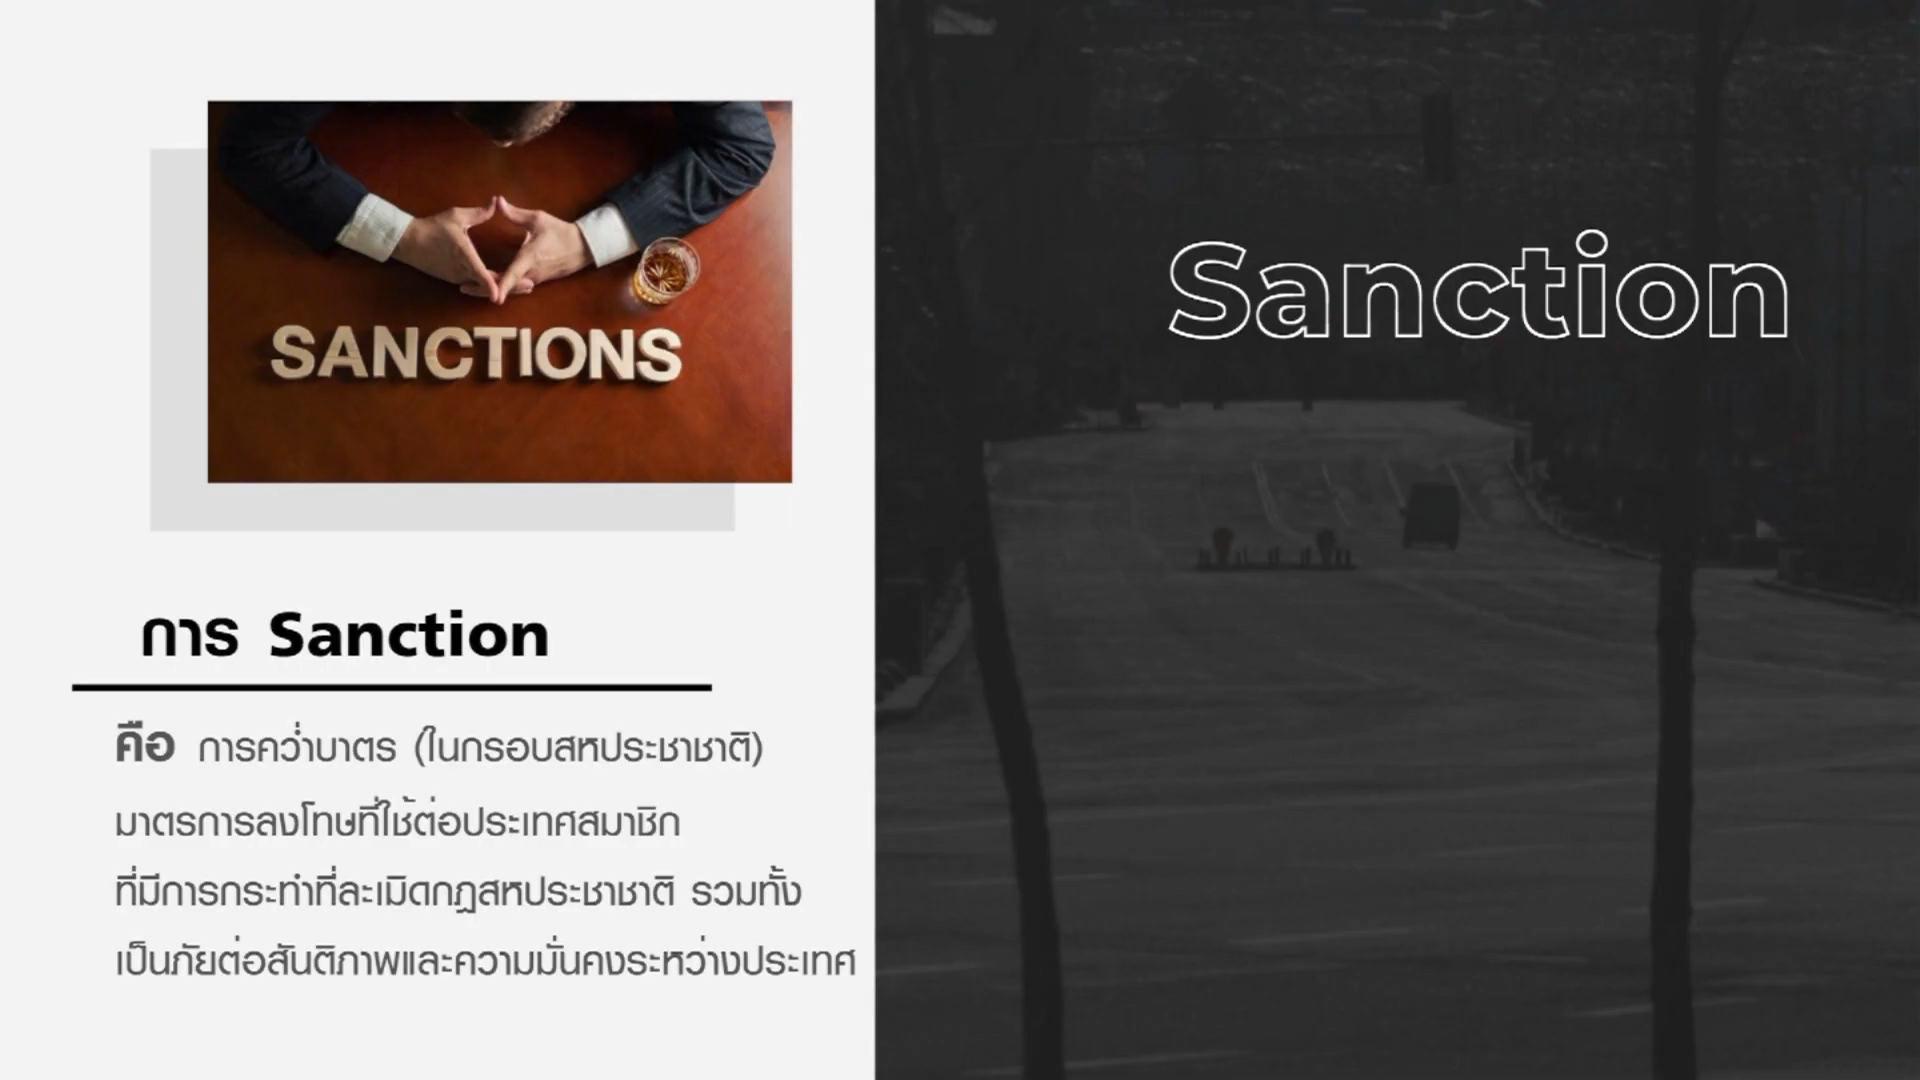 SANCTIONS
การ Sanction
คือ การคว่ำบาตร (ในกรอบสหประชาชาติ)
มาตรการลงโทษที่ใช้ต่อประเทศสมาชิก
ที่มีการกระทำที่ละเมิดกฎสหประชาชาติ รวมทั้ง
เป็นภัยต่อสันติภาพและความมั่นคงระหว่างประเทศ
Sanction